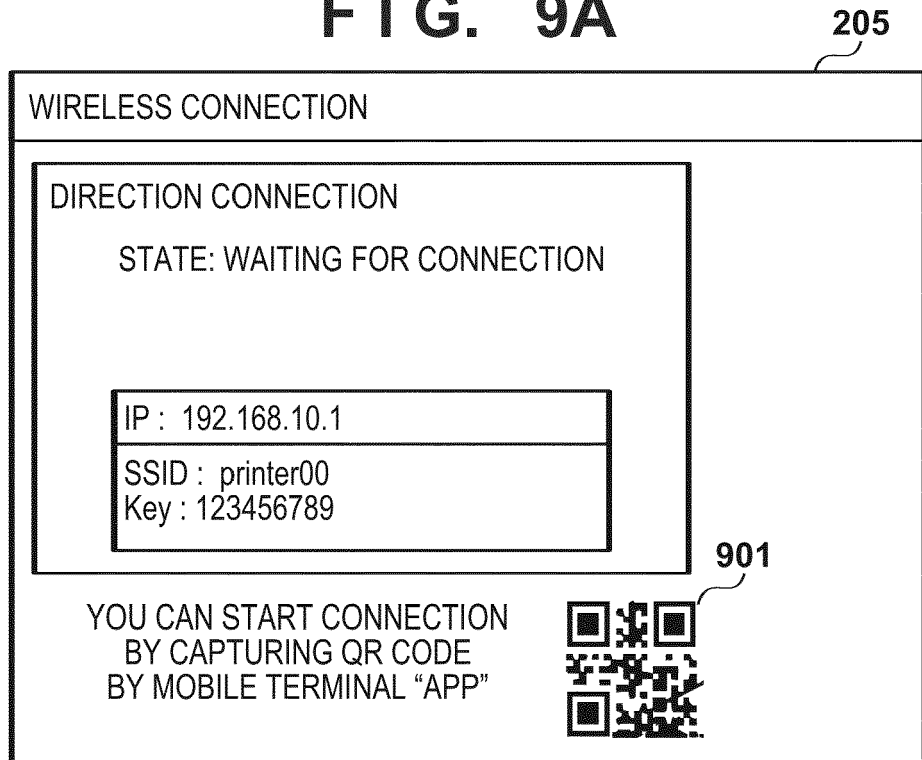 FIG. 9A
205
WIRELESS CONNECTION
DIRECTION CONNECTION
STATE: WAITING FOR CONNECTION
IP : 192.168.10.1
SSID : printer00
Key : 123456789
901
YOU CAN START CONNECTION
BY CAPTURING QR CODE
BY MOBILE TERMINAL “APP”